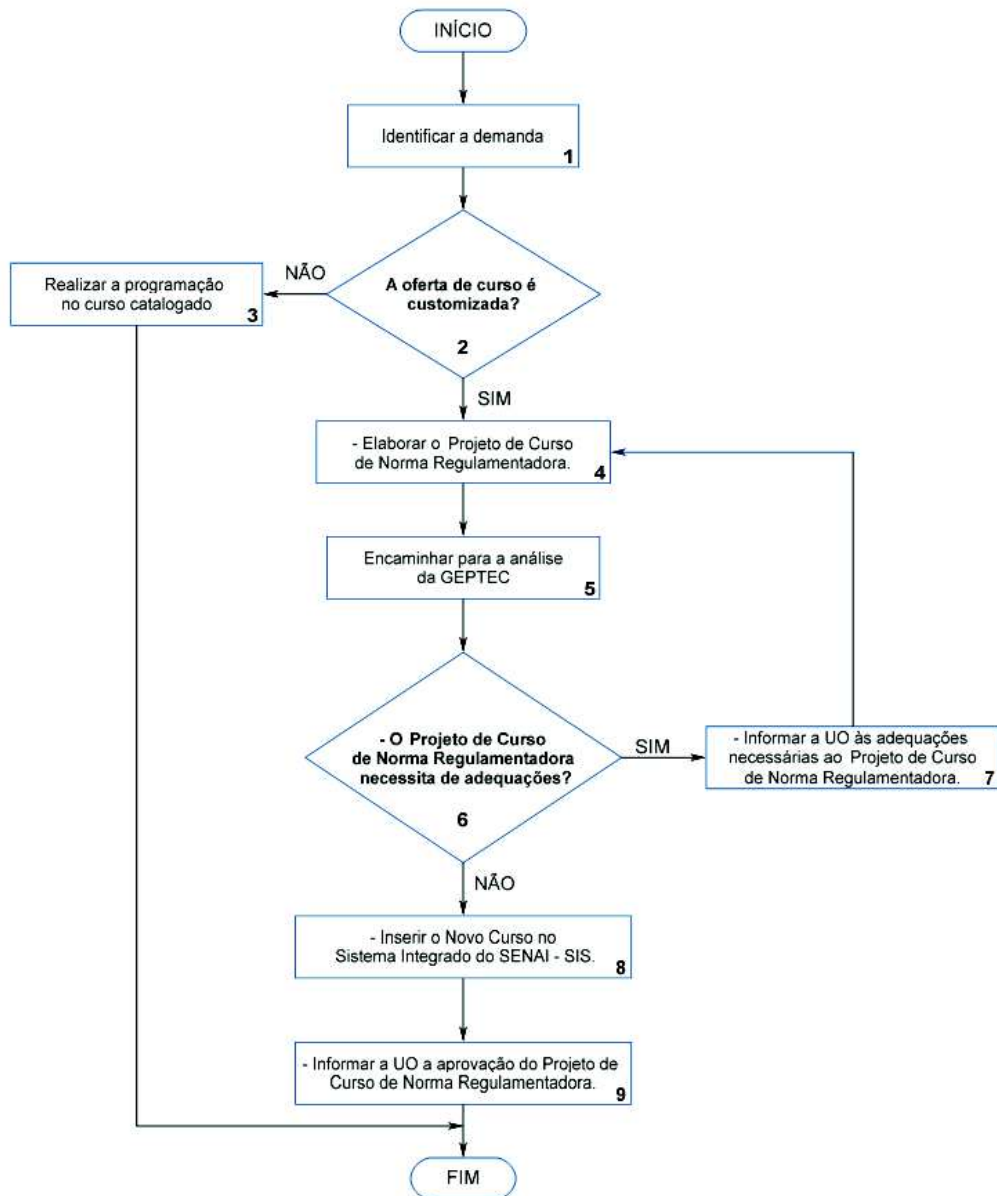 INÍCIO
Identificar a demanda
1
A oferta de curso é
customizada?
2
NÃO
Realizar a programação
no curso catalogado
3
SIM
- Elaborar o Projeto de Curso
de Norma Regulamentadora.
4
Encaminhar para a análise
da GEPTEC
5
- O Projeto de Curso
de Norma Regulamentadora
necessita de adequações?
6
SIM
- Informar a UO às adequações
necessárias ao Projeto de Curso
de Norma Regulamentadora.
7
NÃO
- Inserir o Novo Curso no
Sistema Integrado do SENAI - SIS.
8
- Informar a UO a aprovação do Projeto de
Curso de Norma Regulamentadora.
9
FIM